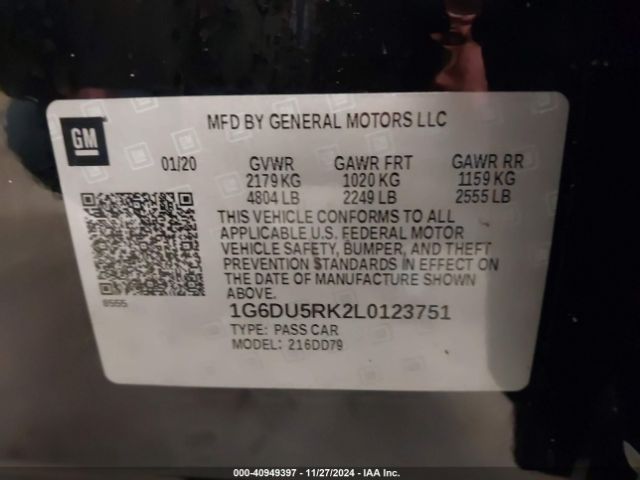 GM
MFD BY GENERAL MOTORS LLC
01/20 GVWR GAWR FRT GAWR RR
2179 KG 1020 KG 1159 KG
4804 LB 2249 LB 2555 LB
THIS VEHICLE CONFORMS TO ALL
APPLICABLE U.S. FEDERAL MOTOR
VEHICLE SAFETY, BUMPER, AND THEFT
PREVENTION STANDARDS IN EFFECT ON
THE DATE OF MANUFACTURE SHOWN
ABOVE.
8555
1G6DU5RK2L0123751
TYPE: PASS CAR
MODEL: 216DD79
000-40949397 - 11/27/2024 - IAA Inc.